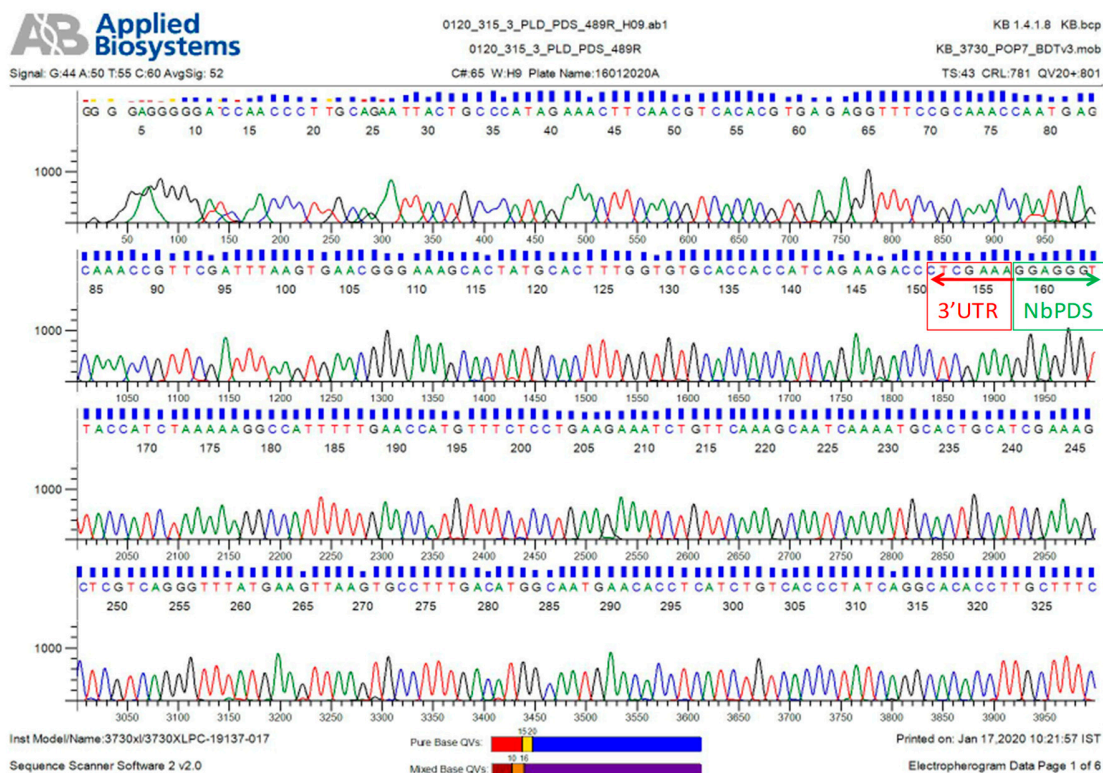 AB Applied Biosystems
0120_315_3_PLD_PDS_489R_H09.ab1
KB 1.4.1.8 KB.bcp
0120_315_3_PLD_PDS_489R
KB_3730_POP7_BDTv3.mob
Signal: G:44 A:50 T:55 C:60 AvgSig: 52
C#:65 W:H9 Plate Name:16012020A
TS:43 CRL:781 QV20+:801
GG G GAGGGGGATCCAACCCTTGCAGAATTACTGCCCATAGAAACTTCAACGTCACACGTGAGAGGTTTCCGCAAACCAATGAG
5 10 15 20 25 30 35 40 45 50 55 60 65 70 75 80
1000
50 100 150 200 250 300 350 400 450 500 550 600 650 700 750 800 850 900 950
CAAACCGTTCGATTTAAGTGAACGGGAAAGCACTATGCACTTTGGTGTGCACCACCATCAGAAGACCCTCGAAAGGAGGGT
85 90 95 100 105 110 115 120 125 130 135 140 145 150 155 160
3'UTR NbPDS
1000
1050 1100 1150 1200 1250 1300 1350 1400 1450 1500 1550 1600 1650 1700 1750 1800 1850 1900 1950
TACCATCTAAAAAGGCCATTTTTGAACCATGTTTCTCCTGAAGAAATCTGTTCAAAGCAATCAAAATGCACTGCATCGAAAG
170 175 180 185 190 195 200 206 211 216 220 225 230 235 240 245
1000
2050 2100 2150 2200 2250 2300 2350 2400 2450 2500 2550 2600 2650 2700 2750 2800 2850 2900 2950
CTCGTCAGGGTTTATGAAGTTAAGTGCCTTTGACATGGCAATGAACACCTCATCTGTCACCCTATCAGGCACACCTTGCTTTC
250 255 260 265 270 275 280 285 290 295 300 305 310 315 320 325
1000
3050 3100 3150 3200 3250 3300 3350 3400 3450 3500 3550 3600 3650 3700 3750 3800 3850 3900 3950
Inst Model/Name:3730xl/3730XLPC-19137-017
Pure Base QVs:
15 20
Printed on: Jan 17,2020 10:21:57 IST
Sequence Scanner Software 2 v2.0
Mixed Base QVs:
10 16
Electropherogram Data Page 1 of 6